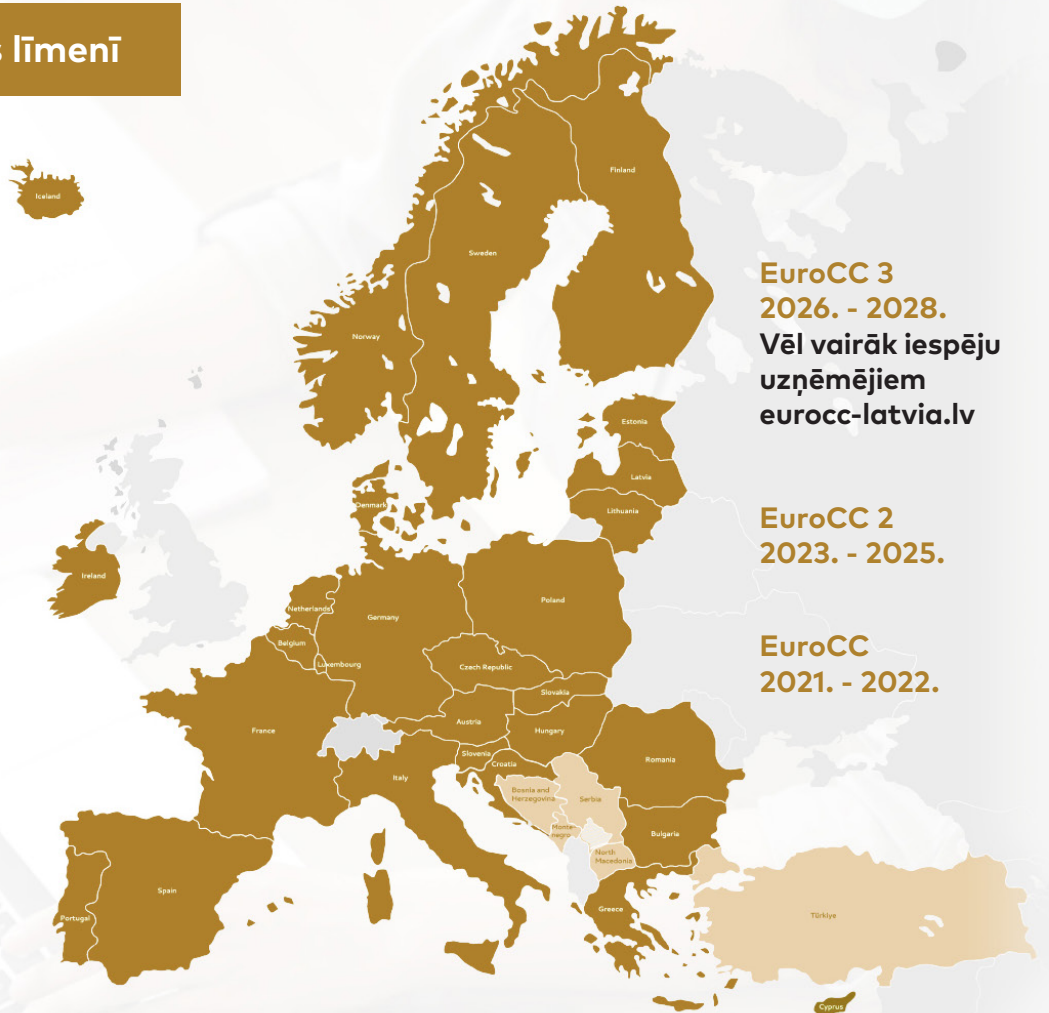 s līmenī
Iceland
Finland
Sweden
Norway
EuroCC 3
2026. - 2028.
Vēl vairāk iespēju
uzņēmējiem
eurocc-latvia.lv
Estonia
Latvia
Lithuania
Denmark
EuroCC 2
2023. - 2025.
Ireland
Netherlands
Germany
Poland
Belgium
Luxembourg
Czech Republic
EuroCC
2021. - 2022.
Slovakia
Austria
Hungary
France
Slovenia
Croatia
Italy
Romania
Bosnia and
Herzegovina
Serbia
Monte-
negro
Bulgaria
North
Macedonia
Spain
Portugal
Greece
Türkiye
Cyprus